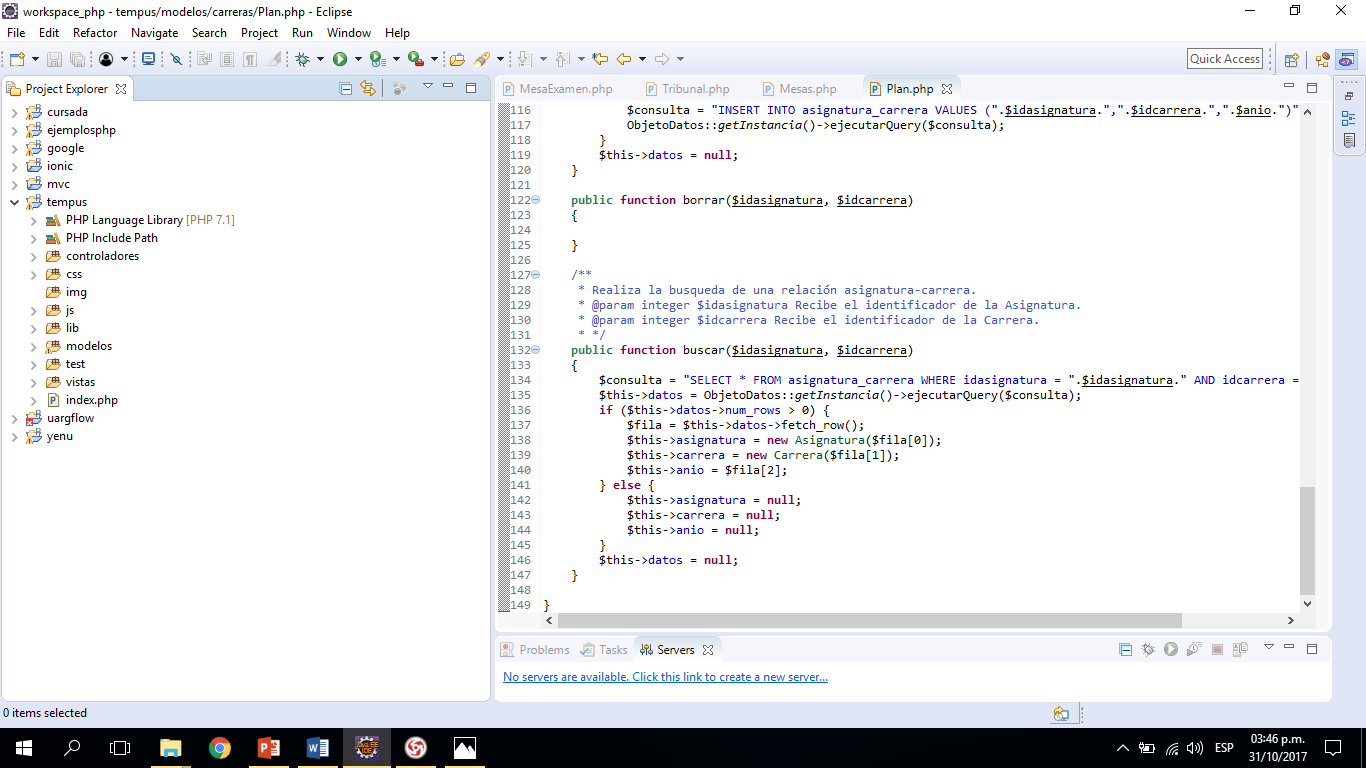 workspace_php - tempus/modelos/carreras/Plan.php - Eclipse
File Edit Refactor Navigate Search Project Run Window Help
Quick Access
Project Explorer
cursada
ejemplosphp
google
ionic
mvc
tempus
PHP Language Library [PHP 7.1]
PHP Include Path
controladores
css
img
js
lib
modelos
test
vistas
index.php
uargflow
yenu
MesaExamen.php Tribunal.php Mesas.php Plan.php
116 $consulta = "INSERT INTO asignatura_carrera VALUES (".$idasignatura.",".$idcarrera.",".$anio.")"
117 ObjetoDatos::getInstancia()->ejecutarQuery($consulta);
118 }
119 $this->datos = null;
120 }
121
122 public function borrar($idasignatura, $idcarrera)
123 {
124
125 }
126
127 /**
128 * Realiza la busqueda de una relación asignatura-carrera.
129 * @param integer $idasignatura Recibe el identificador de la Asignatura.
130 * @param integer $idcarrera Recibe el identificador de la Carrera.
131 * */
132 public function buscar($idasignatura, $idcarrera)
133 {
134 $consulta = "SELECT * FROM asignatura_carrera WHERE idasignatura = ".$idasignatura." AND idcarrera =
135 $this->datos = ObjetoDatos::getInstancia()->ejecutarQuery($consulta);
136 if ($this->datos->num_rows > 0) {
137 $fila = $this->datos->fetch_row();
138 $this->asignatura = new Asignatura($fila[0]);
139 $this->carrera = new Carrera($fila[1]);
140 $this->anio = $fila[2];
141 } else {
142 $this->asignatura = null;
143 $this->carrera = null;
144 $this->anio = null;
145 }
146 $this->datos = null;
147 }
148
149 }
Problems Tasks Servers
No servers are available. Click this link to create a new server...
0 items selected
ESP
03:46 p.m.
31/10/2017